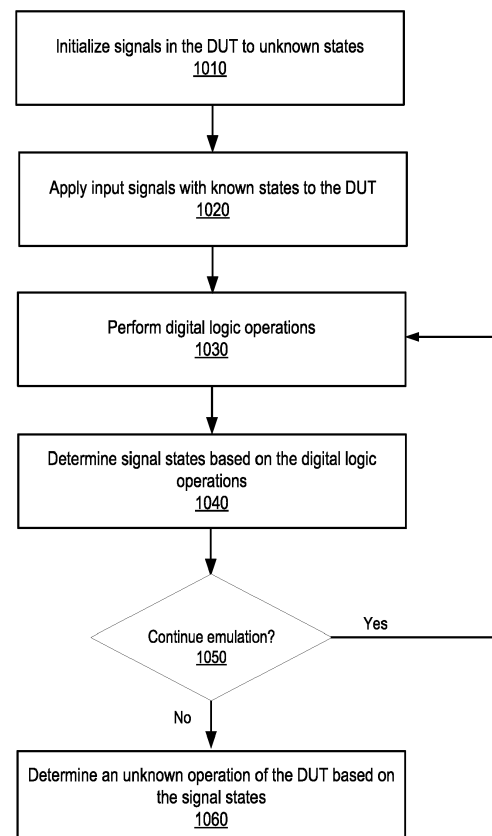 Initialize signals in the DUT to unknown states
1010
Apply input signals with known states to the DUT
1020
Perform digital logic operations
1030
Determine signal states based on the digital logic
operations
1040
Continue emulation?
1050
Yes
No
Determine an unknown operation of the DUT based on
the signal states
1060